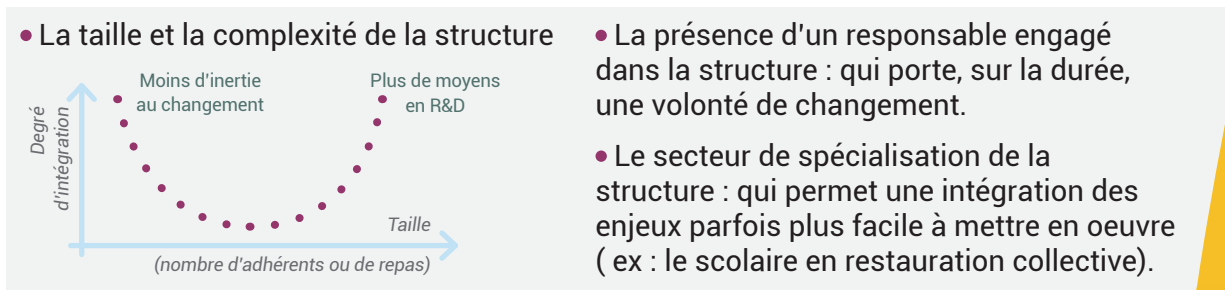 • La taille et la complexité de la structure
Moins d'inertie
au changement
Plus de moyens
en R&D
Degré
d'intégration
Taille
(nombre d'adhérents ou de repas)
• La présence d'un responsable engagé
dans la structure : qui porte, sur la durée,
une volonté de changement.
• Le secteur de spécialisation de la
structure : qui permet une intégration des
enjeux parfois plus facile à mettre en oeuvre
( ex : le scolaire en restauration collective).